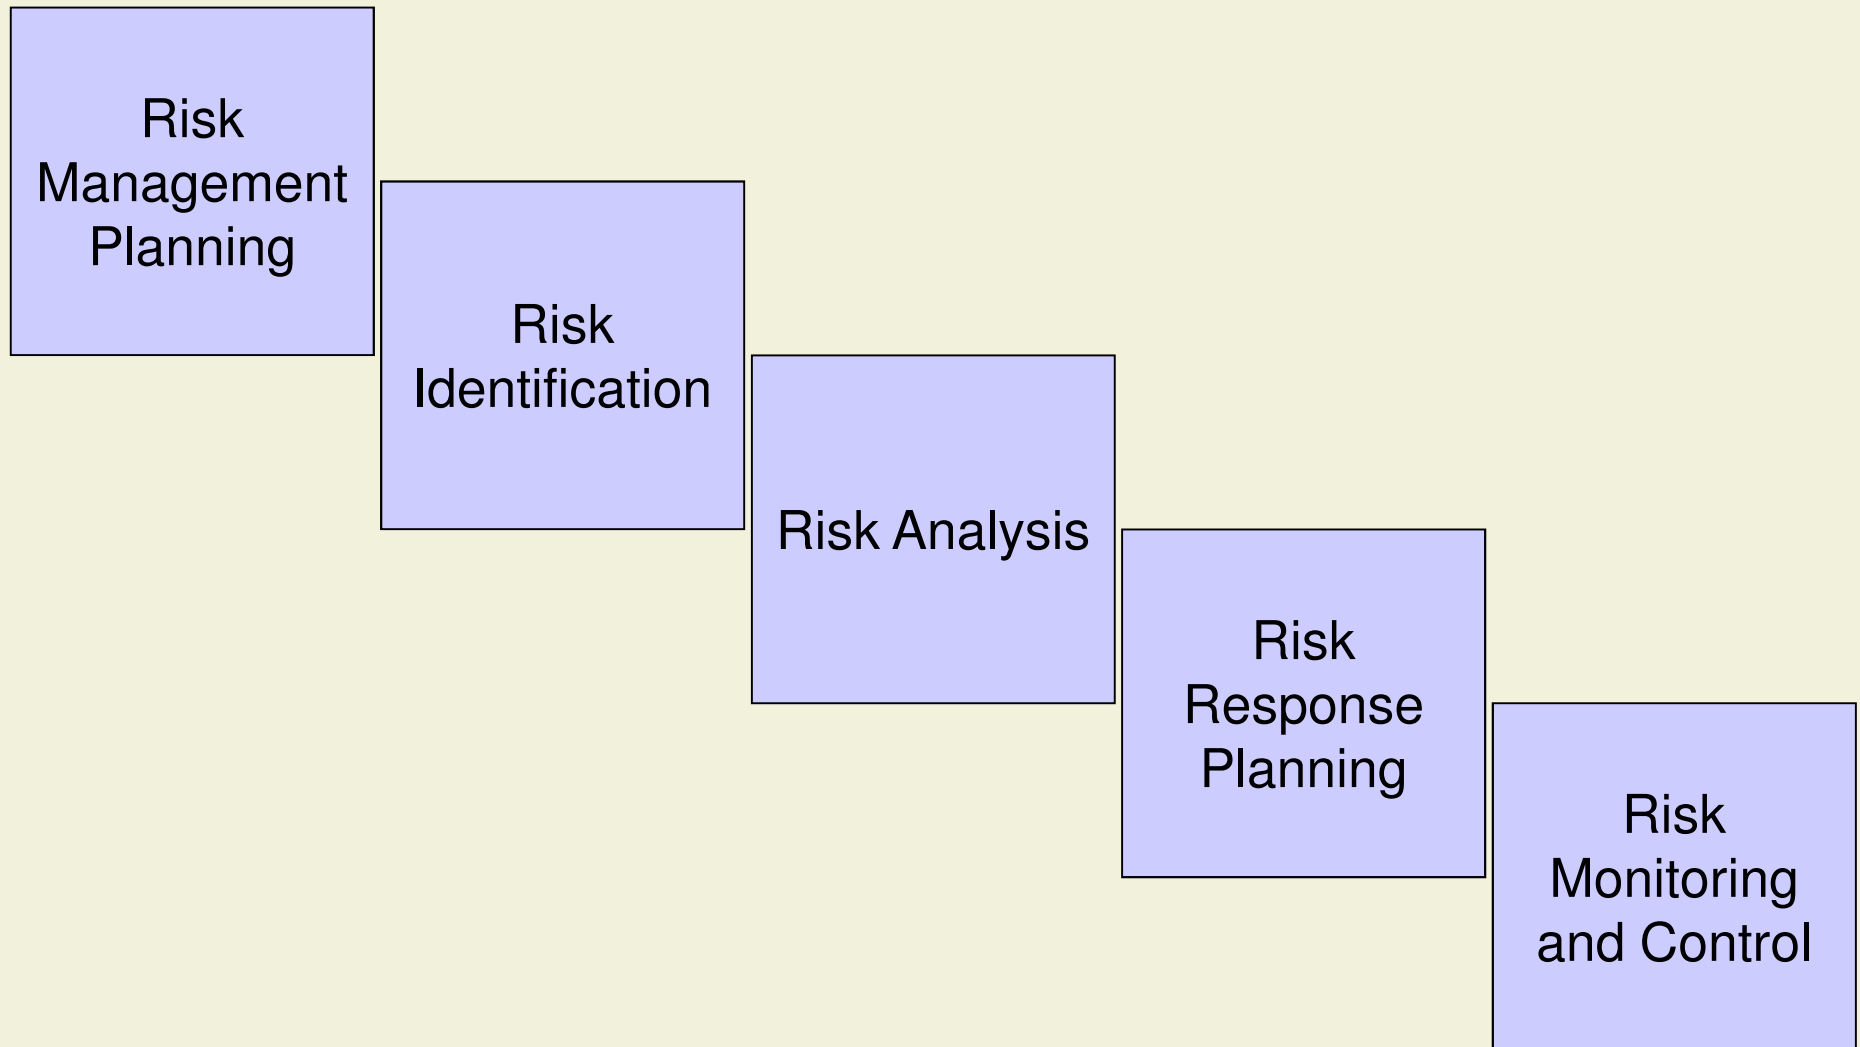 Risk
Management
Planning
Risk
Identification
Risk Analysis
Risk
Response
Planning
Risk
Monitoring
and Control